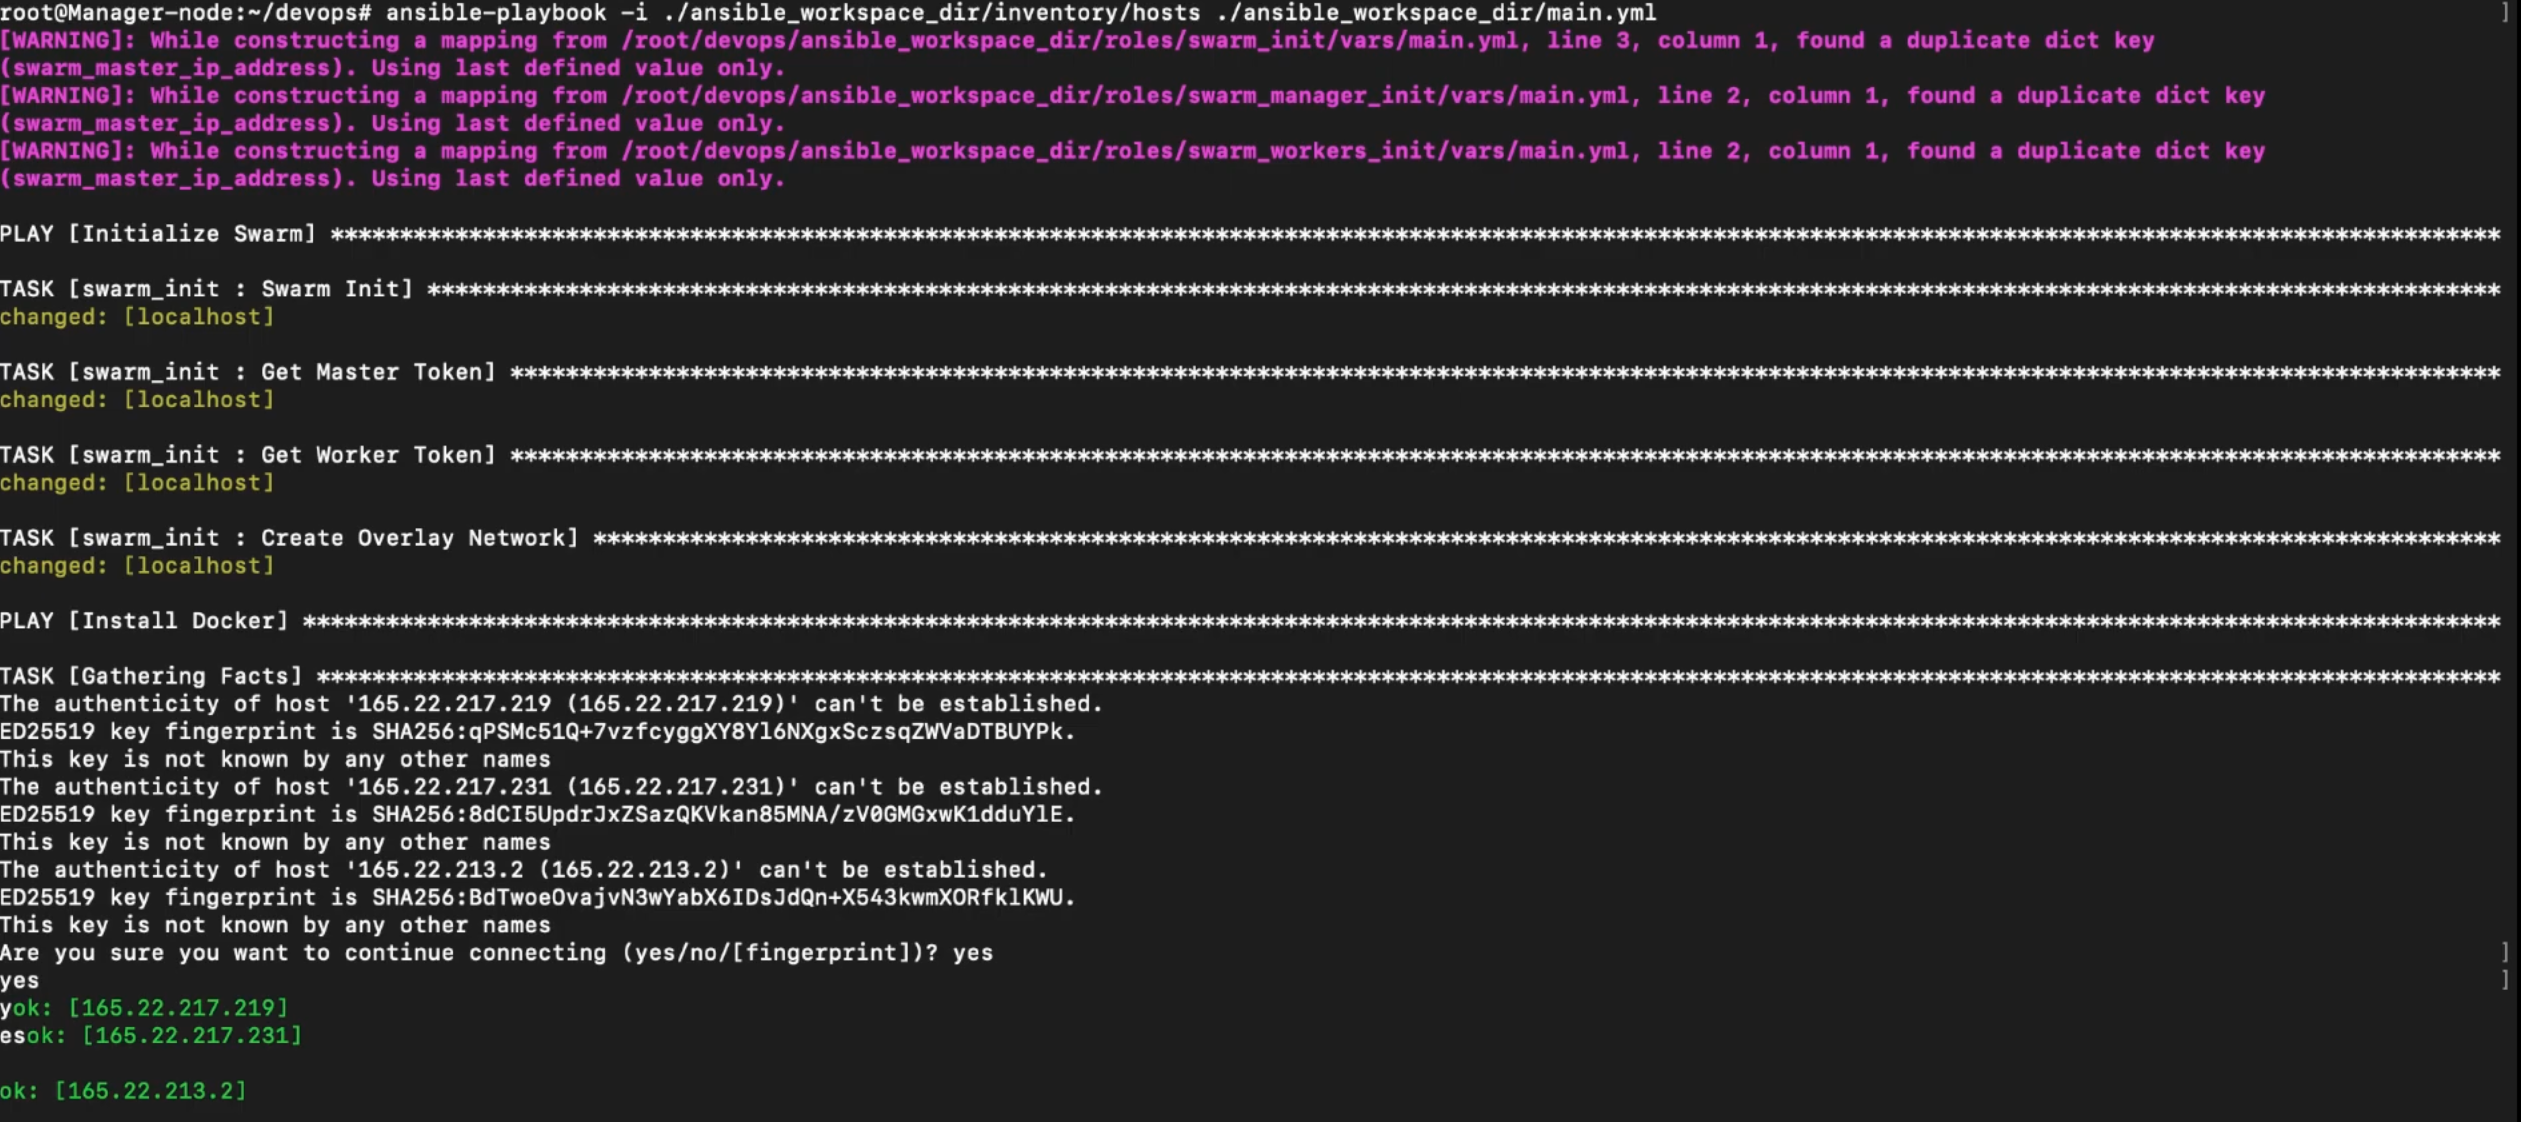 root@Manager-node:~/devops# ansible-playbook -i ./ansible_workspace_dir/inventory/hosts ./ansible_workspace_dir/main.yml ]
[WARNING]: While constructing a mapping from /root/devops/ansible_workspace_dir/roles/swarm_init/vars/main.yml, line 3, column 1, found a duplicate dict key
(swarm_master_ip_address). Using last defined value only.
[WARNING]: While constructing a mapping from /root/devops/ansible_workspace_dir/roles/swarm_manager_init/vars/main.yml, line 2, column 1, found a duplicate dict key
(swarm_master_ip_address). Using last defined value only.
[WARNING]: While constructing a mapping from /root/devops/ansible_workspace_dir/roles/swarm_workers_init/vars/main.yml, line 2, column 1, found a duplicate dict key
(swarm_master_ip_address). Using last defined value only.
PLAY [Initialize Swarm] *************************************************************************************************************************************************************
TASK [swarm_init : Swarm Init] ******************************************************************************************************************************************************
changed: [localhost]
TASK [swarm_init : Get Master Token] ************************************************************************************************************************************************
changed: [localhost]
TASK [swarm_init : Get Worker Token] ************************************************************************************************************************************************
changed: [localhost]
TASK [swarm_init : Create Overlay Network] ******************************************************************************************************************************************
changed: [localhost]
PLAY [Install Docker] ***************************************************************************************************************************************************************
TASK [Gathering Facts] **************************************************************************************************************************************************************
The authenticity of host '165.22.217.219 (165.22.217.219)' can't be established.
ED25519 key fingerprint is SHA256:qPSMc51Q+7vzfcyggXY8Yl6NXgxSczsqZWVaDTBUYPk.
This key is not known by any other names
The authenticity of host '165.22.217.231 (165.22.217.231)' can't be established.
ED25519 key fingerprint is SHA256:8dCI5UpdrJxZSazQKVkan85MNA/zV0GMGxwK1dduYlE.
This key is not known by any other names
The authenticity of host '165.22.213.2 (165.22.213.2)' can't be established.
ED25519 key fingerprint is SHA256:BdTwoeOvajvN3wYabX6IDsJdQn+X543kwmXORfklKWU.
This key is not known by any other names
Are you sure you want to continue connecting (yes/no/[fingerprint])? yes ]
yes ]
yok: [165.22.217.219]
esok: [165.22.217.231]
ok: [165.22.213.2]